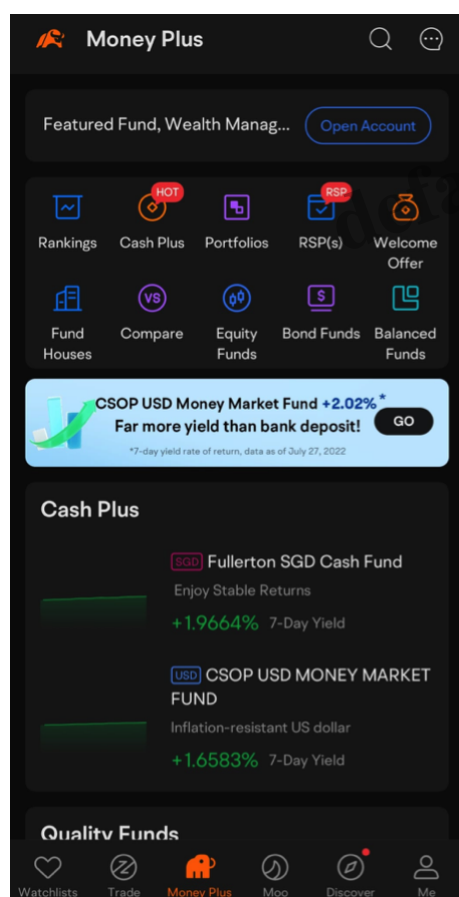 Money Plus
Featured Fund, Wealth Manag...
Open Account
HOT
RSP
Rankings
Cash Plus
Portfolios
RSP(s)
Welcome
Offer
VS
$
Fund
Houses
Compare
Equity
Funds
Bond Funds
Balanced
Funds
CSOP USD Money Market Fund +2.02%*
Far more yield than bank deposit!
GO
*7-day yield rate of return, data as of July 27, 2022
Cash Plus
SGD Fullerton SGD Cash Fund
Enjoy Stable Returns
+1.9664% 7-Day Yield
USD CSOP USD MONEY MARKET
FUND
Inflation-resistant US dollar
+1.6583% 7-Day Yield
Quality Funds
Watchlists
Trade
Money Plus
Moo
Discover
Me